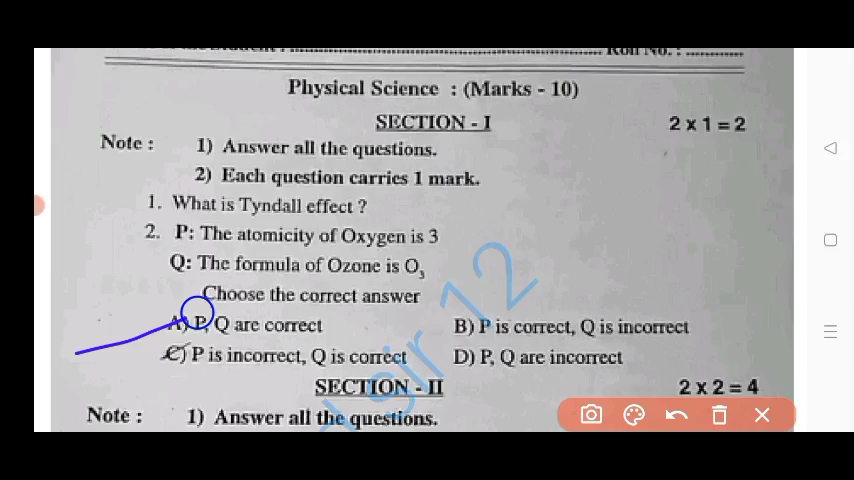 Roll No. :
Physical Science : (Marks - 10)
SECTION - I 2 x 1 = 2
Note : 1) Answer all the questions.
2) Each question carries 1 mark.
1. What is Tyndall effect ?
2. P: The atomicity of Oxygen is 3
Q: The formula of Ozone is O₃
Choose the correct answer
A) P, Q are correct B) P is correct, Q is incorrect
C) P is incorrect, Q is correct D) P, Q are incorrect
SECTION - II 2 x 2 = 4
Note : 1) Answer all the questions.
sir 12